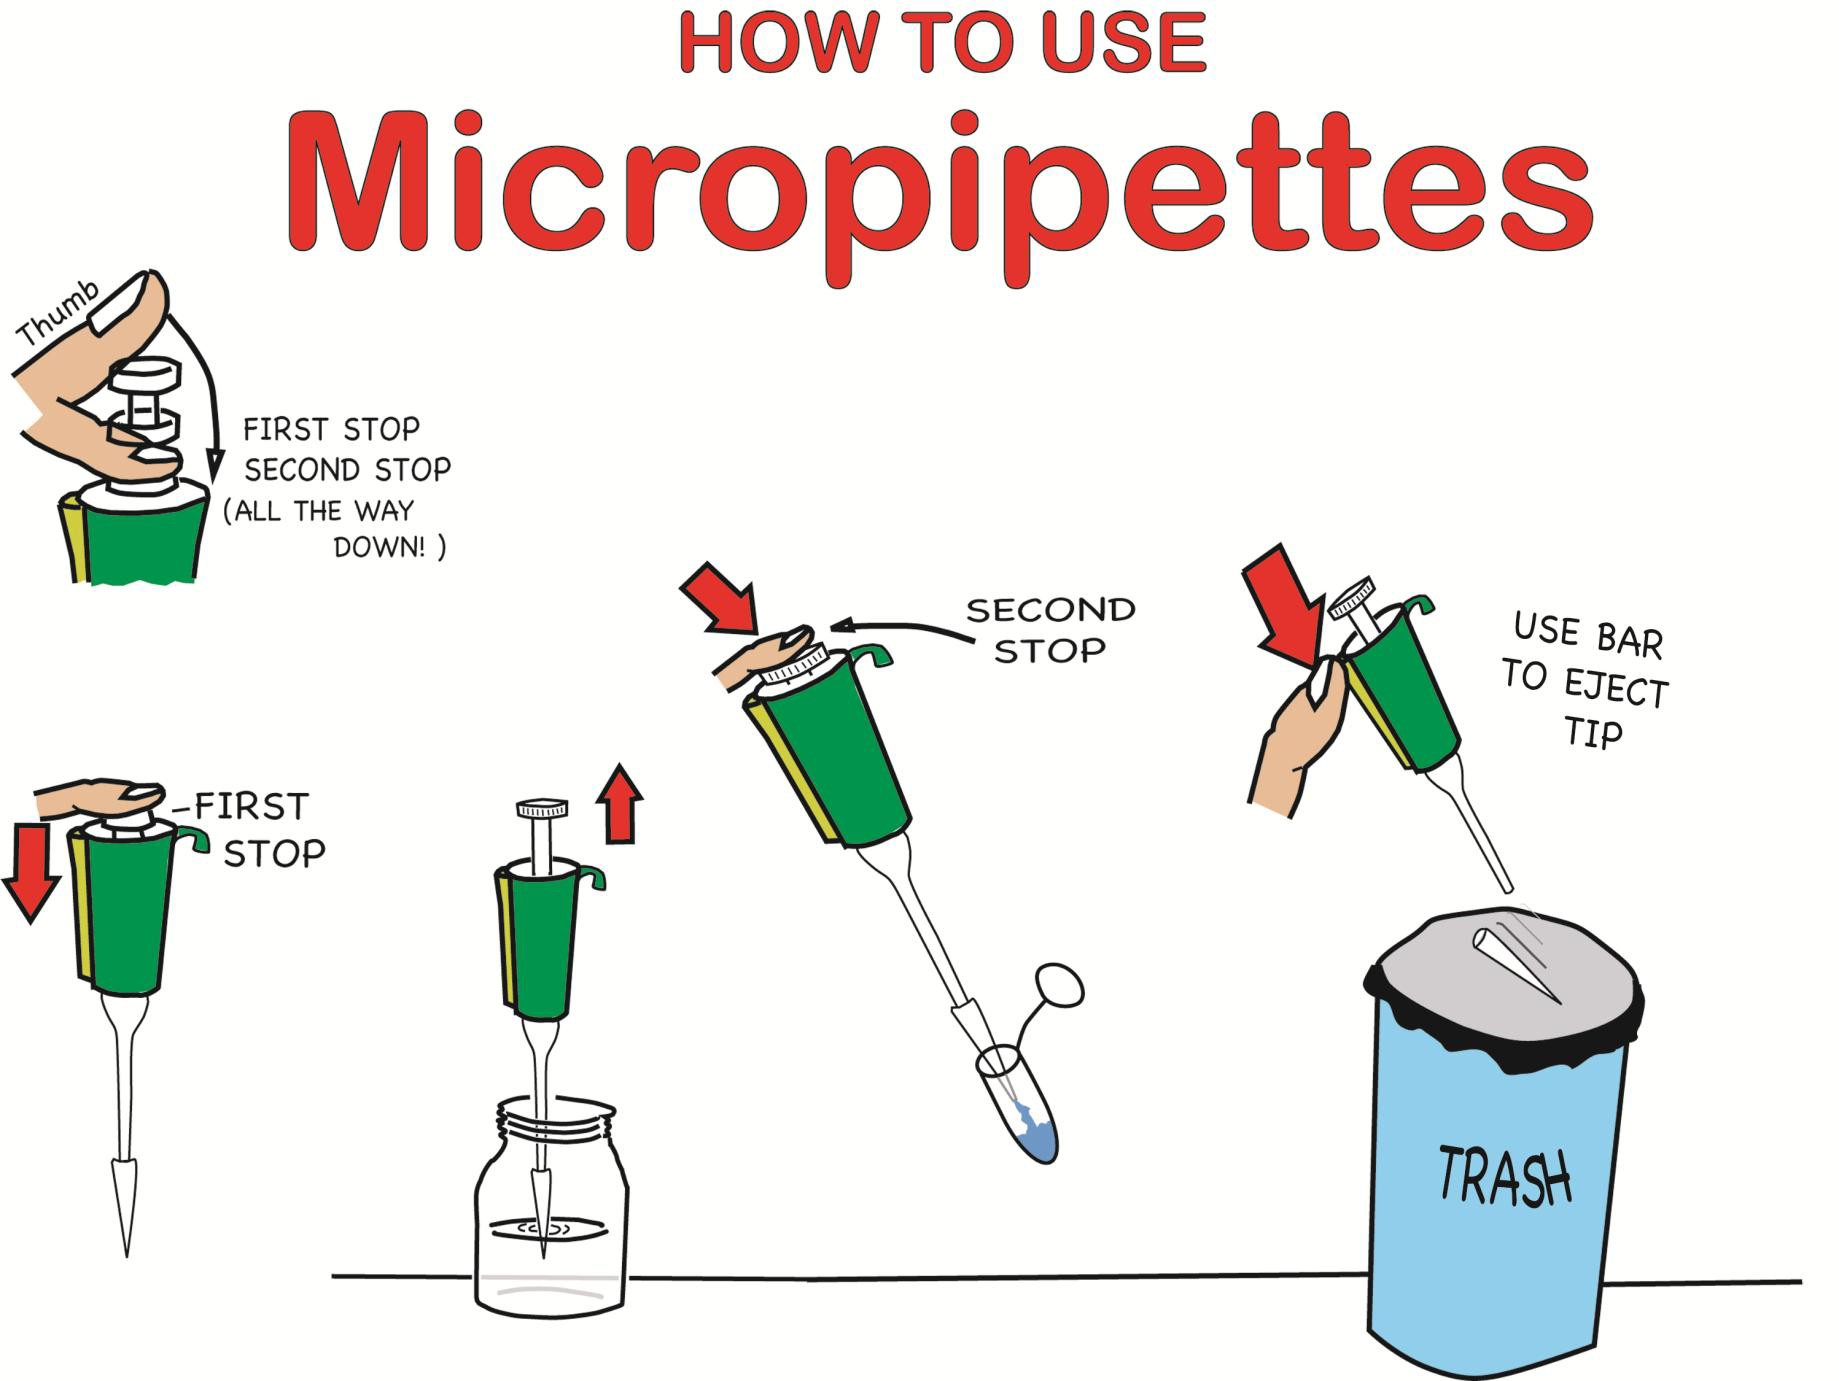 HOW TO USE
Micropipettes
Thumb
FIRST STOP
SECOND STOP
(ALL THE WAY
DOWN! )
FIRST
STOP
SECOND
STOP
USE BAR
TO EJECT
TIP
TRASH